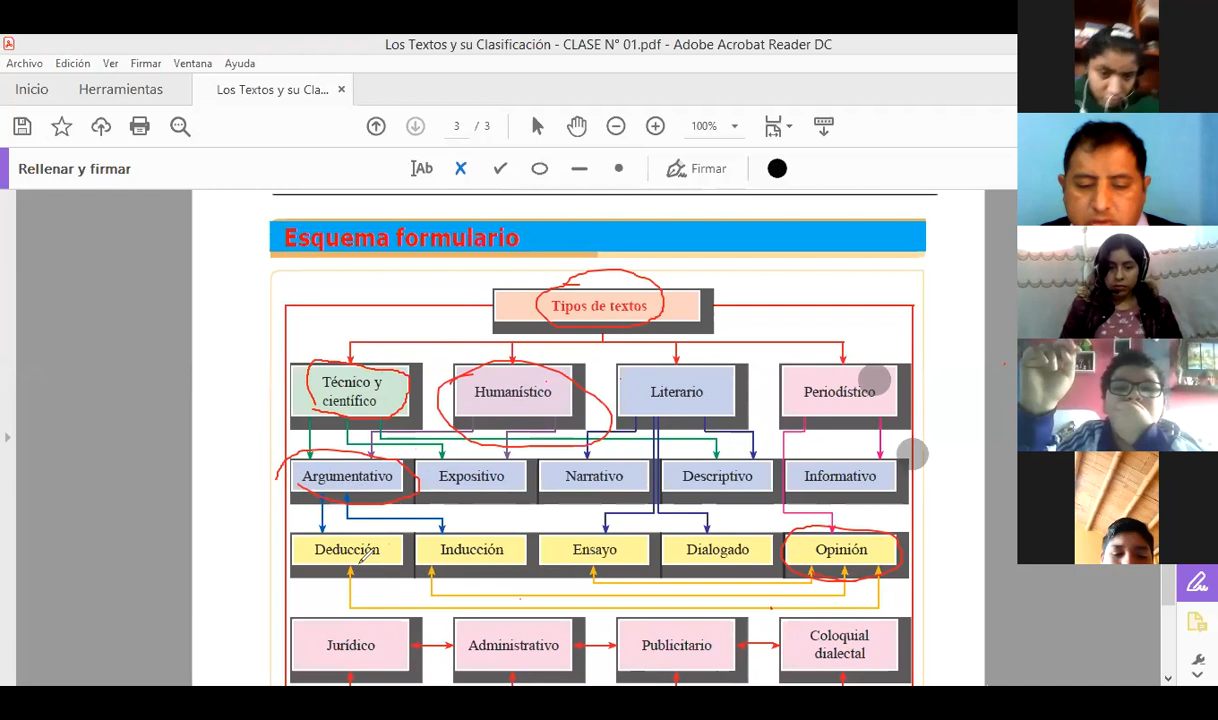 Los Textos y su Clasificación - CLASE N° 01.pdf - Adobe Acrobat Reader DC
Archivo Edición Ver Firmar Ventana Ayuda
Inicio Herramientas Los Textos y su Cla... ×
3 / 3 100%
Rellenar y firmar Ab Firmar
Esquema formulario
Tipos de textos
Técnico y
científico
Humanístico Literario Periodístico
Argumentativo Expositivo Narrativo Descriptivo Informativo
Deducción Inducción Ensayo Dialogado Opinión
Jurídico Administrativo Publicitario
Coloquial
dialectal